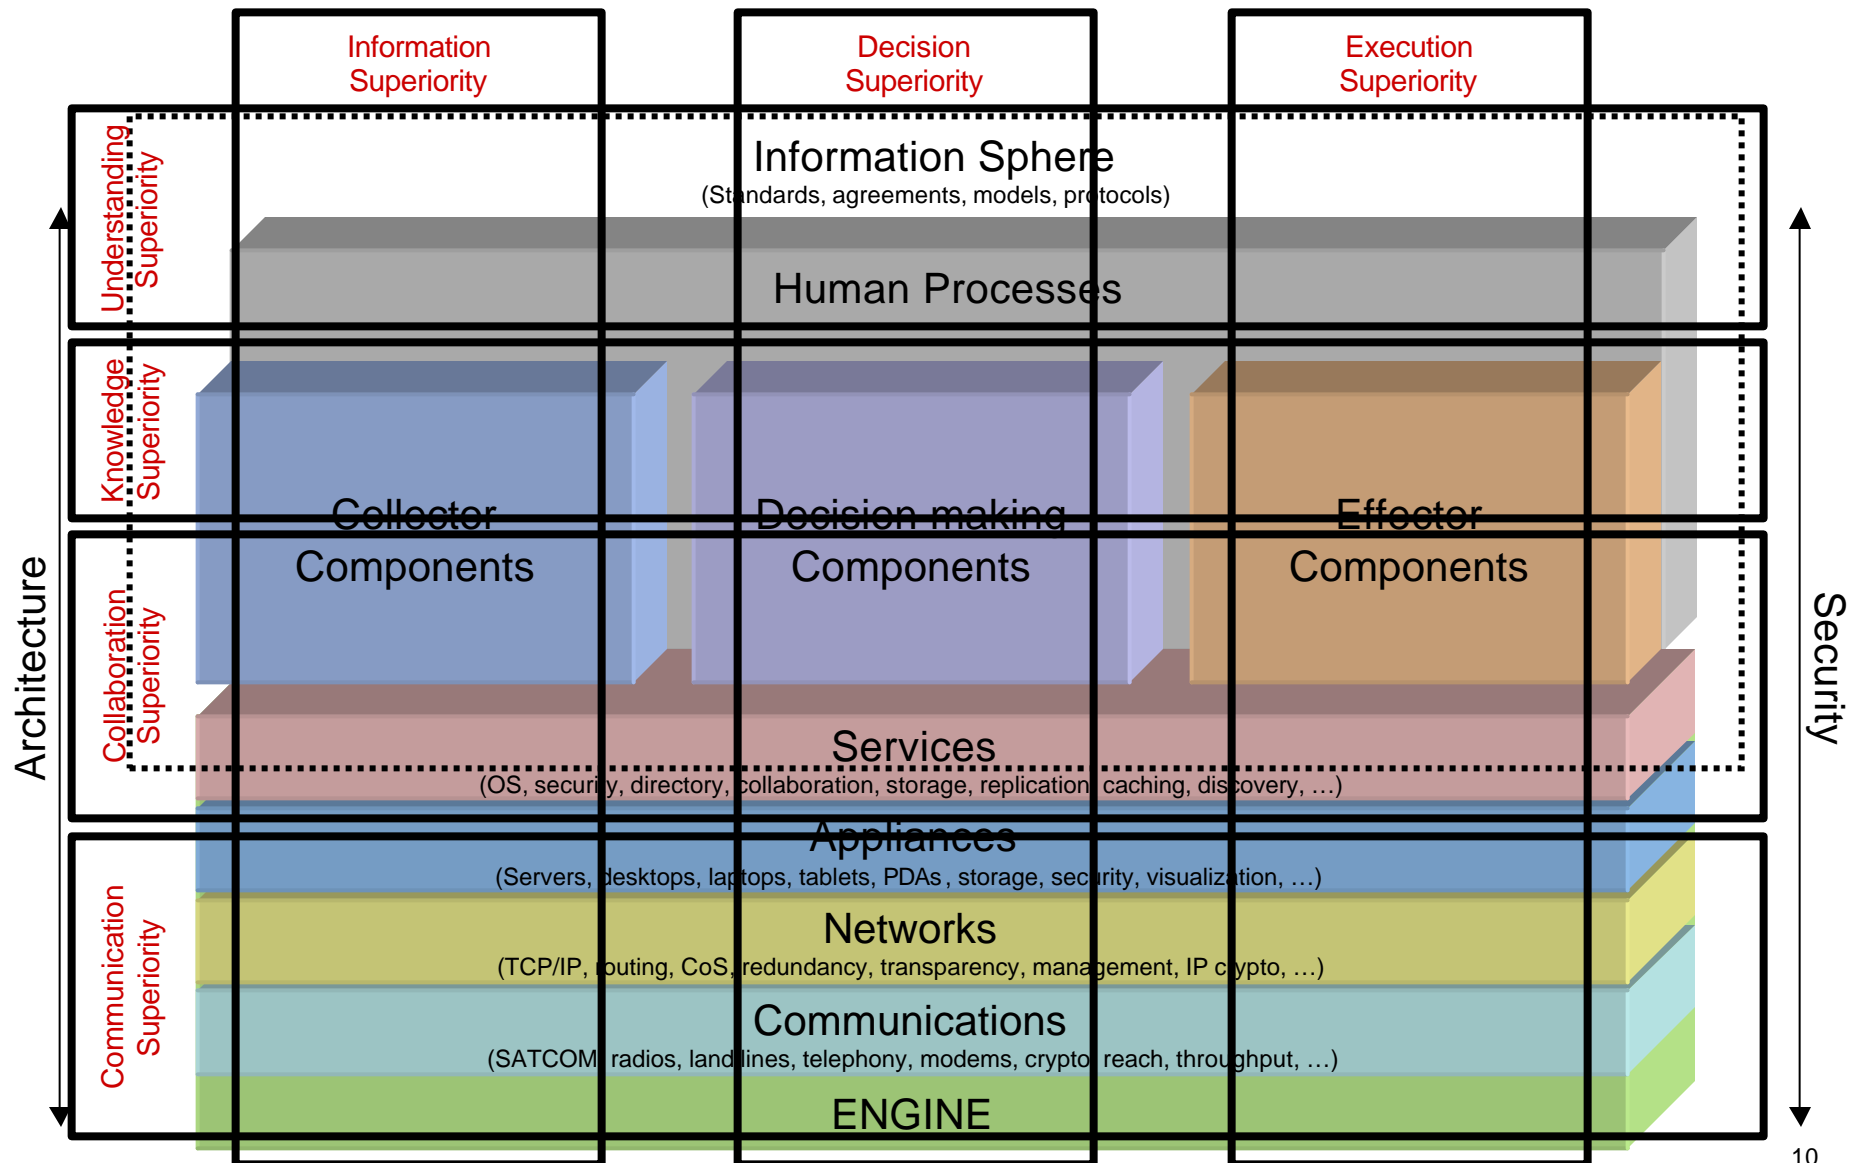 Information
Superiority
Decision
Superiority
Execution
Superiority
Understanding
Superiority
Information Sphere
(Standards, agreements, models, protocols)
Human Processes
Knowledge
Superiority
Collector
Components
Decision making
Components
Effector
Components
Architecture
Security
Collaboration
Superiority
Services
(OS, security, directory, collaboration, storage, replication, caching, discovery, …)
Appliances
(Servers, desktops, laptops, tablets, PDAs, storage, security, visualization, …)
Communication
Superiority
Networks
(TCP/IP, routing, CoS, redundancy, transparency, management, IP crypto, …)
Communications
(SATCOM, radios, land lines, telephony, modems, crypto, reach, throughput, …)
ENGINE
10